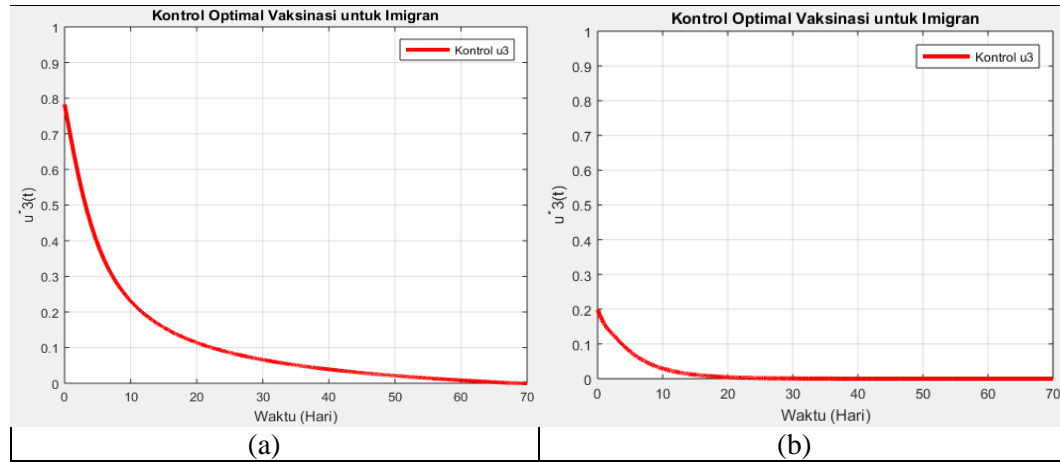 Kontrol Optimal Vaksinasi untuk Imigran
Kontrol u3
1
0.9
0.8
0.7
0.6
0.5
0.4
0.3
0.2
0.1
0
u*3(t)
0 10 20 30 40 50 60 70
Waktu (Hari)
(a)
Kontrol Optimal Vaksinasi untuk Imigran
Kontrol u3
1
0.9
0.8
0.7
0.6
0.5
0.4
0.3
0.2
0.1
0
u*3(t)
0 10 20 30 40 50 60 70
Waktu (Hari)
(b)